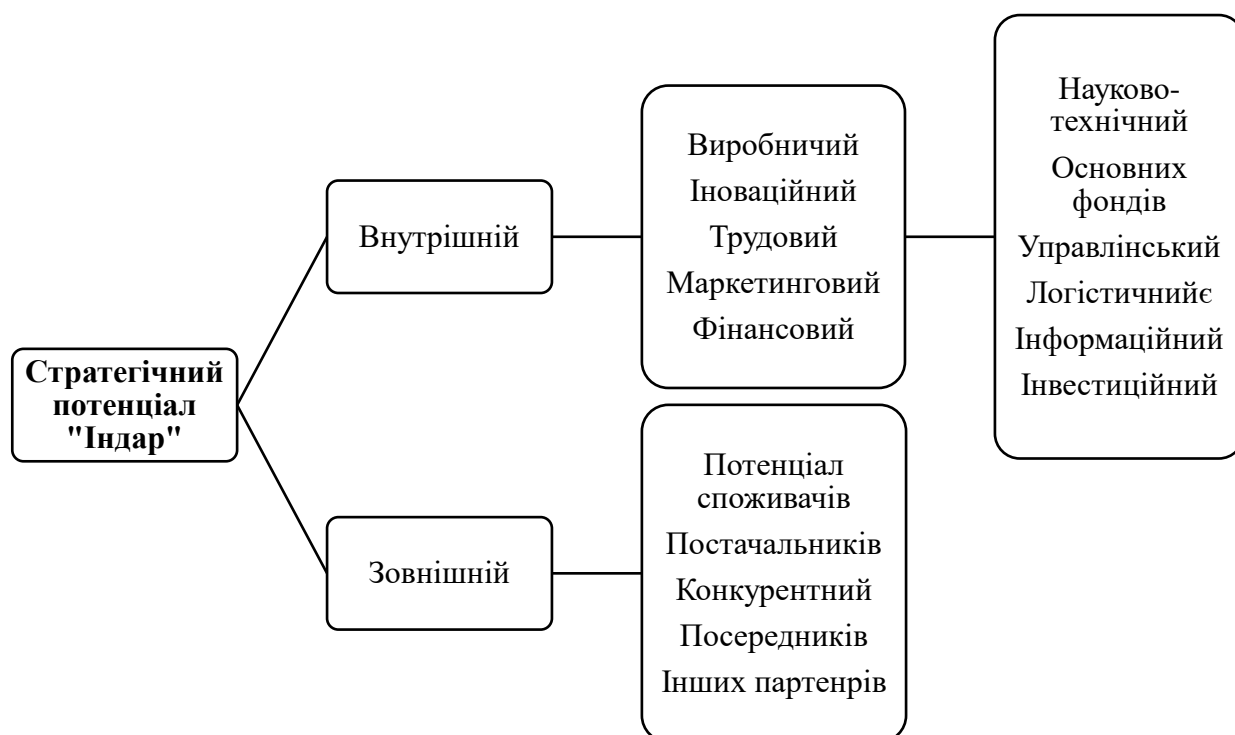 Стратегічний
потенціал
"Індар"
Внутрішній
Виробничий
Іноваційний
Трудовий
Маркетинговий
Фінансовий
Науково-
технічний
Основних
фондів
Управлінський
Логістичнийє
Інформаційний
Інвестиційний
Зовнішній
Потенціал
споживачів
Постачальників
Конкурентний
Посередників
Інших партенрів